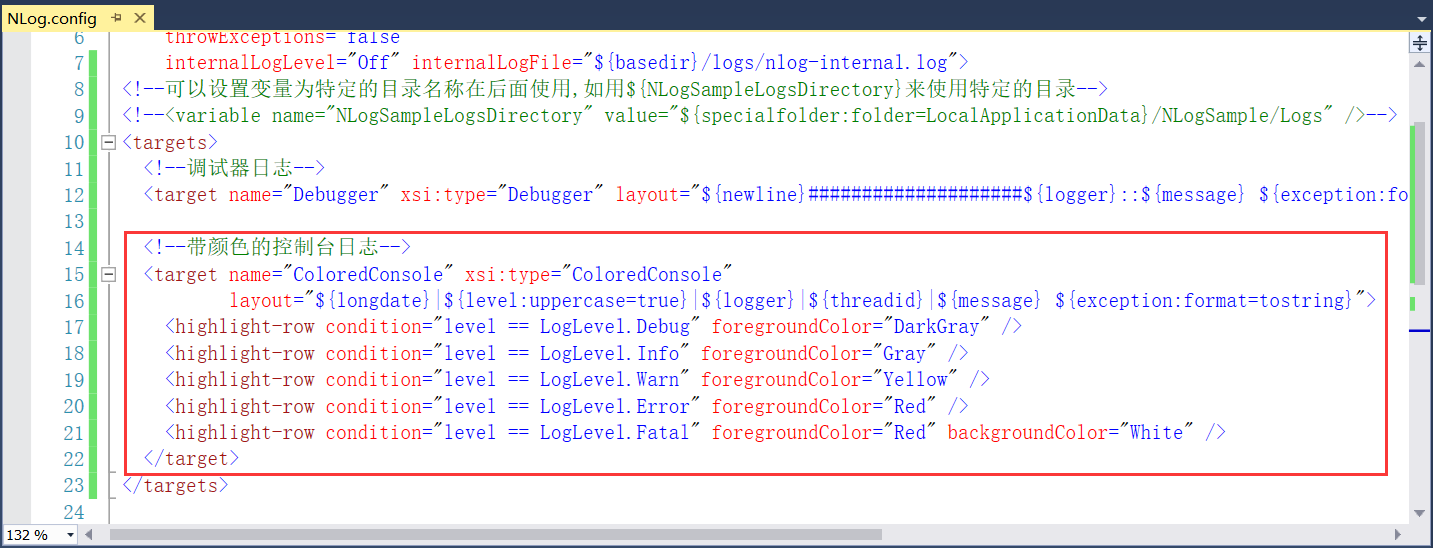 NLog.config
6 throwExceptions="false"
7 internalLogLevel="Off" internalLogFile="${basedir}/logs/nlog-internal.log">
8 <!--可以设置变量为特定的目录名称在后面使用,如用${NLogSampleLogsDirectory}来使用特定的目录-->
9 <!--<variable name="NLogSampleLogsDirectory" value="${specialfolder:folder=LocalApplicationData}/NLogSample/Logs" />-->
10 <targets>
11 <!--调试器日志-->
12 <target name="Debugger" xsi:type="Debugger" layout="${newline}####################${logger}::${message} ${exception:fo
13
14 <!--带颜色的控制台日志-->
15 <target name="ColoredConsole" xsi:type="ColoredConsole"
16 layout="${longdate}|${level:uppercase=true}|${logger}|${threadid}|${message} ${exception:format=tostring}">
17 <highlight-row condition="level == LogLevel.Debug" foregroundColor="DarkGray" />
18 <highlight-row condition="level == LogLevel.Info" foregroundColor="Gray" />
19 <highlight-row condition="level == LogLevel.Warn" foregroundColor="Yellow" />
20 <highlight-row condition="level == LogLevel.Error" foregroundColor="Red" />
21 <highlight-row condition="level == LogLevel.Fatal" foregroundColor="Red" backgroundColor="White" />
22 </target>
23 </targets>
24
132 %